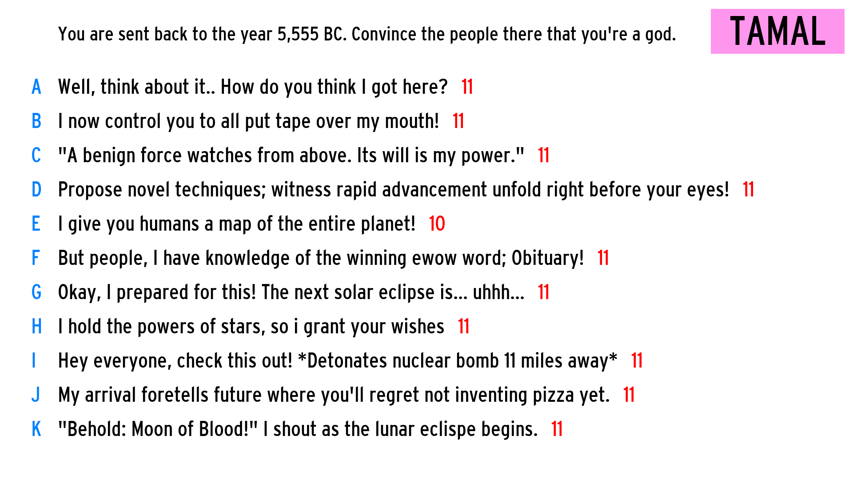 You are sent back to the year 5,555 BC. Convince the people there that you're a god.
TAMAL
A Well, think about it.. How do you think I got here? 11
B I now control you to all put tape over my mouth! 11
C "A benign force watches from above. Its will is my power." 11
D Propose novel techniques; witness rapid advancement unfold right before your eyes! 11
E I give you humans a map of the entire planet! 10
F But people, I have knowledge of the winning ewow word; Obituary! 11
G Okay, I prepared for this! The next solar eclipse is... uhhh... 11
H I hold the powers of stars, so i grant your wishes 11
I Hey everyone, check this out! *Detonates nuclear bomb 11 miles away* 11
J My arrival foretells future where you'll regret not inventing pizza yet. 11
K "Behold: Moon of Blood!" I shout as the lunar eclispe begins. 11